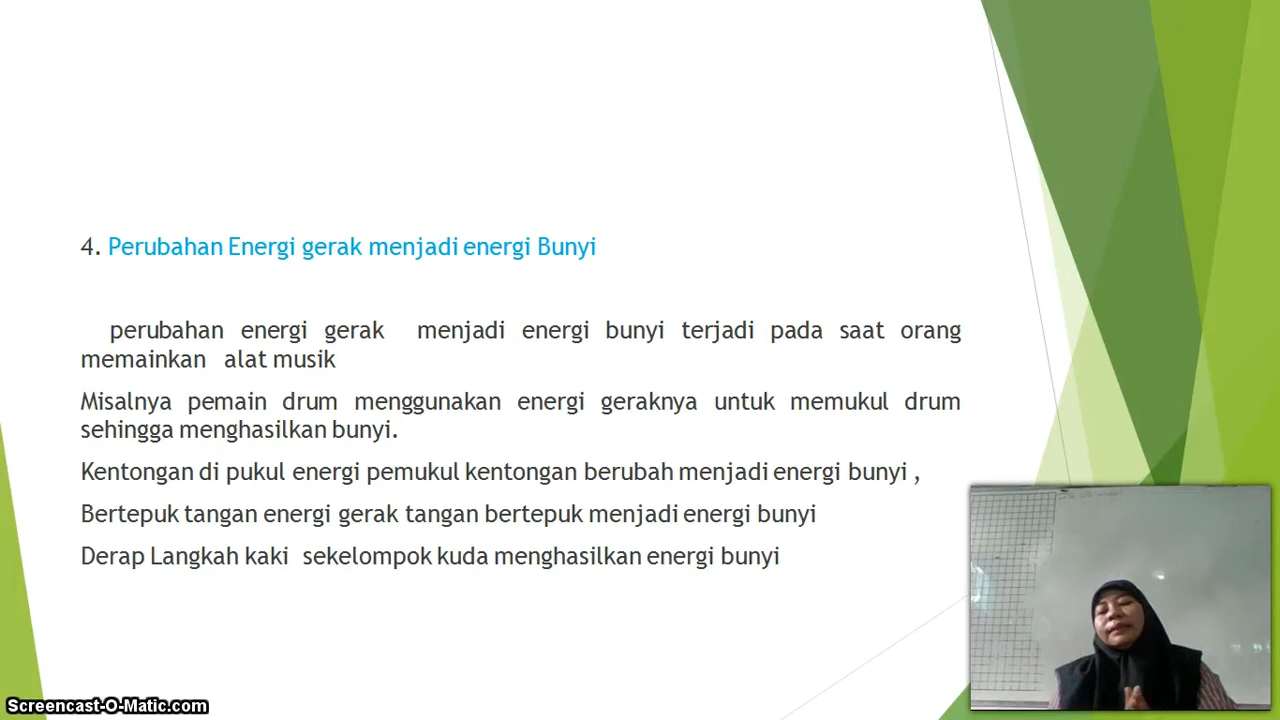 4. Perubahan Energi gerak menjadi energi Bunyi
perubahan energi gerak menjadi energi bunyi terjadi pada saat orang
memainkan alat musik
Misalnya pemain drum menggunakan energi geraknya untuk memukul drum
sehingga menghasilkan bunyi.
Kentongan di pukul energi pemukul kentongan berubah menjadi energi bunyi ,
Bertepuk tangan energi gerak tangan bertepuk menjadi energi bunyi
Derap Langkah kaki sekelompok kuda menghasilkan energi bunyi
Screencast-O-Matic.com